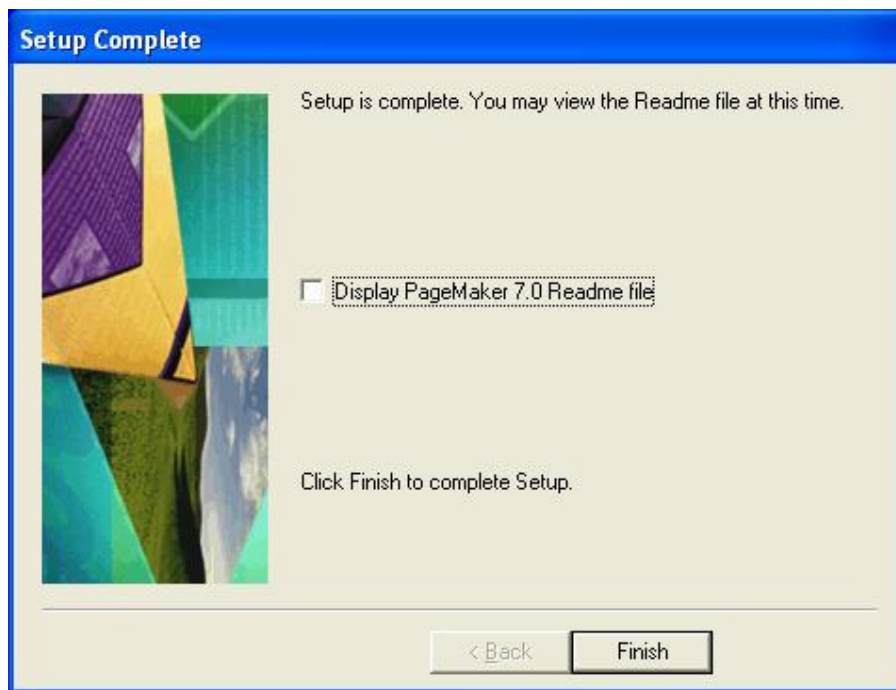 Setup Complete
Setup is complete. You may view the Readme file at this time.
Display PageMaker 7.0 Readme file
Click Finish to complete Setup.
< Back
Finish